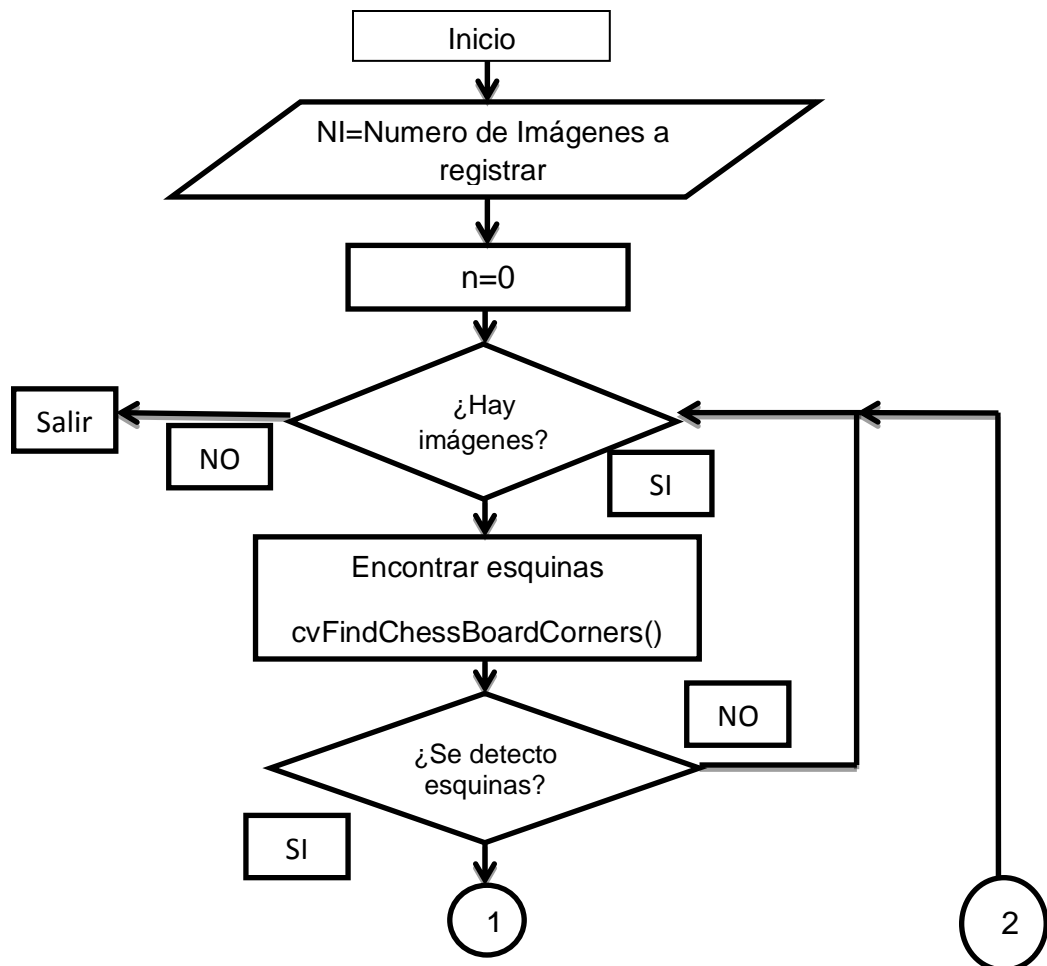 Inicio
NI=Numero de Imágenes a
registrar
n=0
¿Hay
imágenes?
Salir
NO
SI
Encontrar esquinas
cvFindChessBoardCorners()
¿Se detecto
esquinas?
NO
SI
1
2